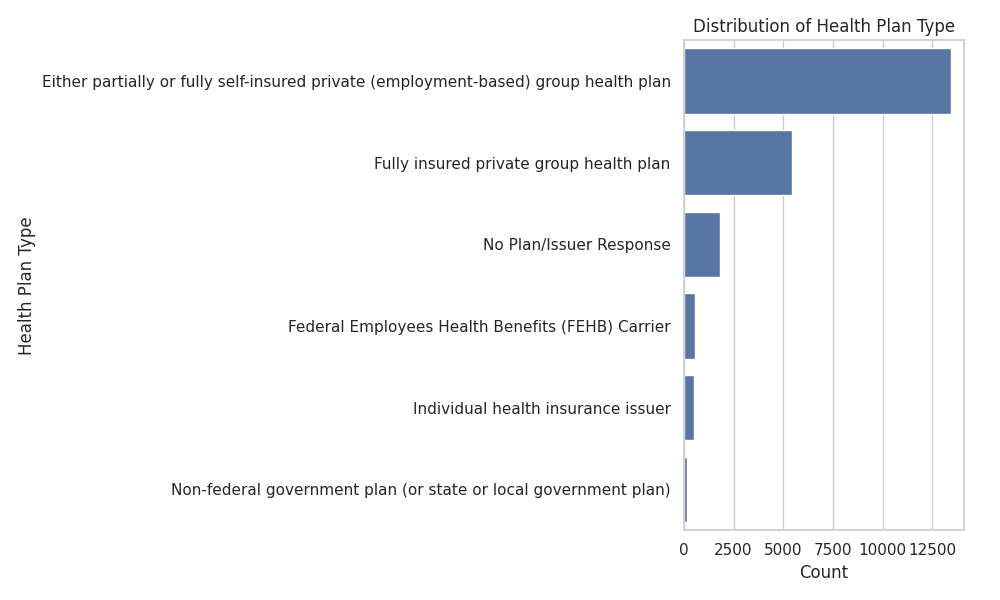 Distribution of Health Plan Type
Either partially or fully self-insured private (employment-based) group health plan
Fully insured private group health plan
No Plan/Issuer Response
Federal Employees Health Benefits (FEHB) Carrier
Individual health insurance issuer
Non-federal government plan (or state or local government plan)
Health Plan Type
0 2500 5000 7500 10000 12500
Count